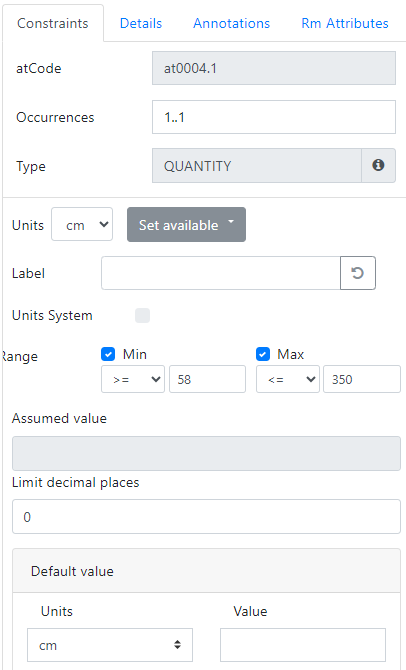 Constraints Details Annotations Rm Attributes
atCode at0004.1
Occurrences 1..1
Type QUANTITY
Units cm Set available
Label
Units System
Range Min Max
>= 58 <= 350
Assumed value
Limit decimal places
0
Default value
Units Value
cm